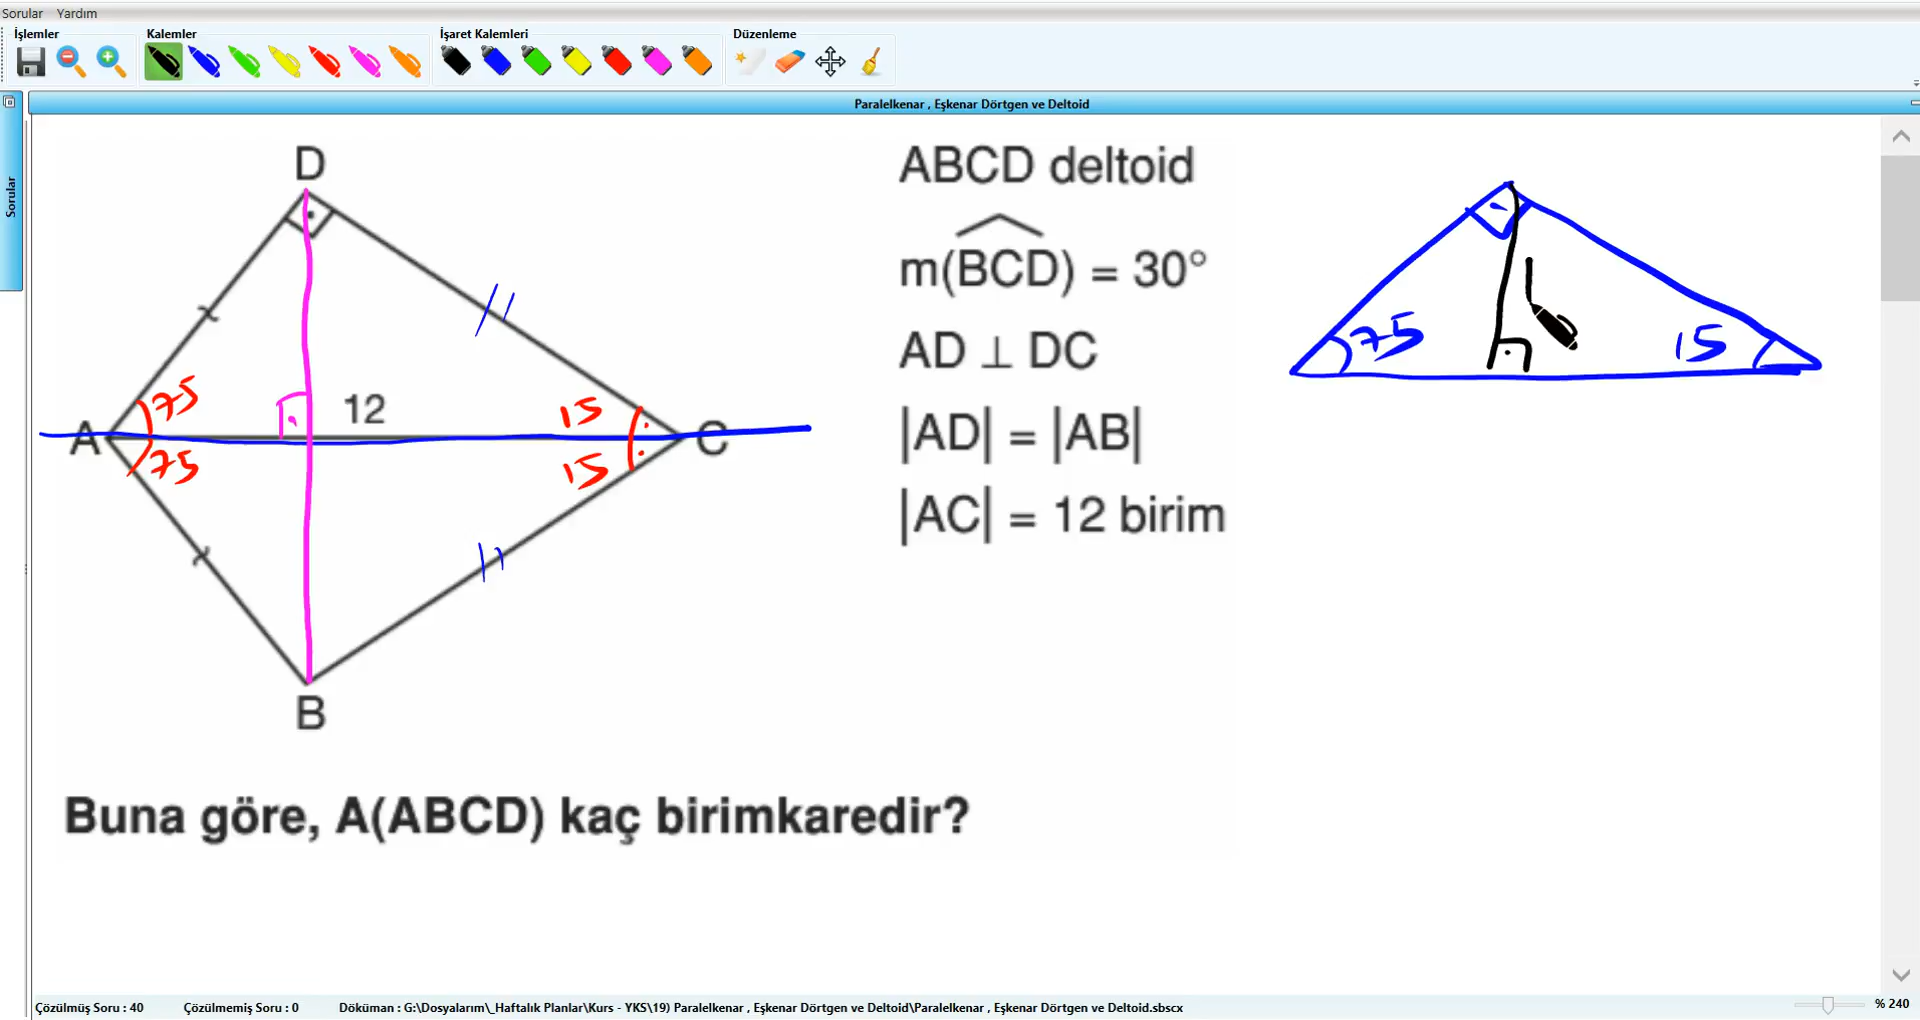 Sorular Yardım
İşlemler Kalemler İşaret Kalemleri Düzenleme
Paralelkenar , Eşkenar Dörtgen ve Deltoid
Sorular
D
A
12
C
B
75
75
15
15
ABCD deltoid
m(BCD) = 30°
AD ⊥ DC
|AD| = |AB|
|AC| = 12 birim
75
15
Buna göre, A(ABCD) kaç birimkaredir?
Çözülmüş Soru : 40 Çözülmemiş Soru : 0 Döküman : G:\Dosyalarım\_Haftalık Planlar\Kurs - YKS\19) Paralelkenar , Eşkenar Dörtgen ve Deltoid\Paralelkenar , Eşkenar Dörtgen ve Deltoid.sbscx % 240